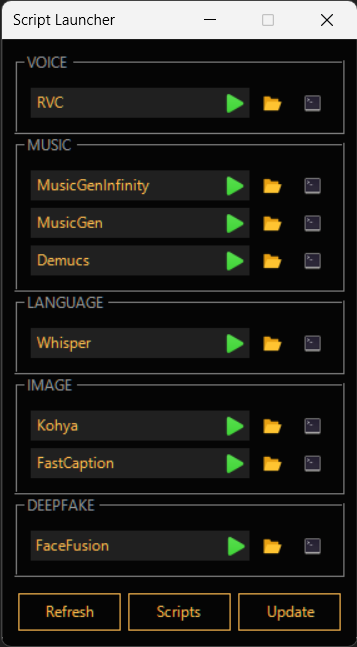 Script Launcher
VOICE
RVC
MUSIC
MusicGenInfinity
MusicGen
Demucs
LANGUAGE
Whisper
IMAGE
Kohya
FastCaption
DEEPFAKE
FaceFusion
Refresh Scripts Update